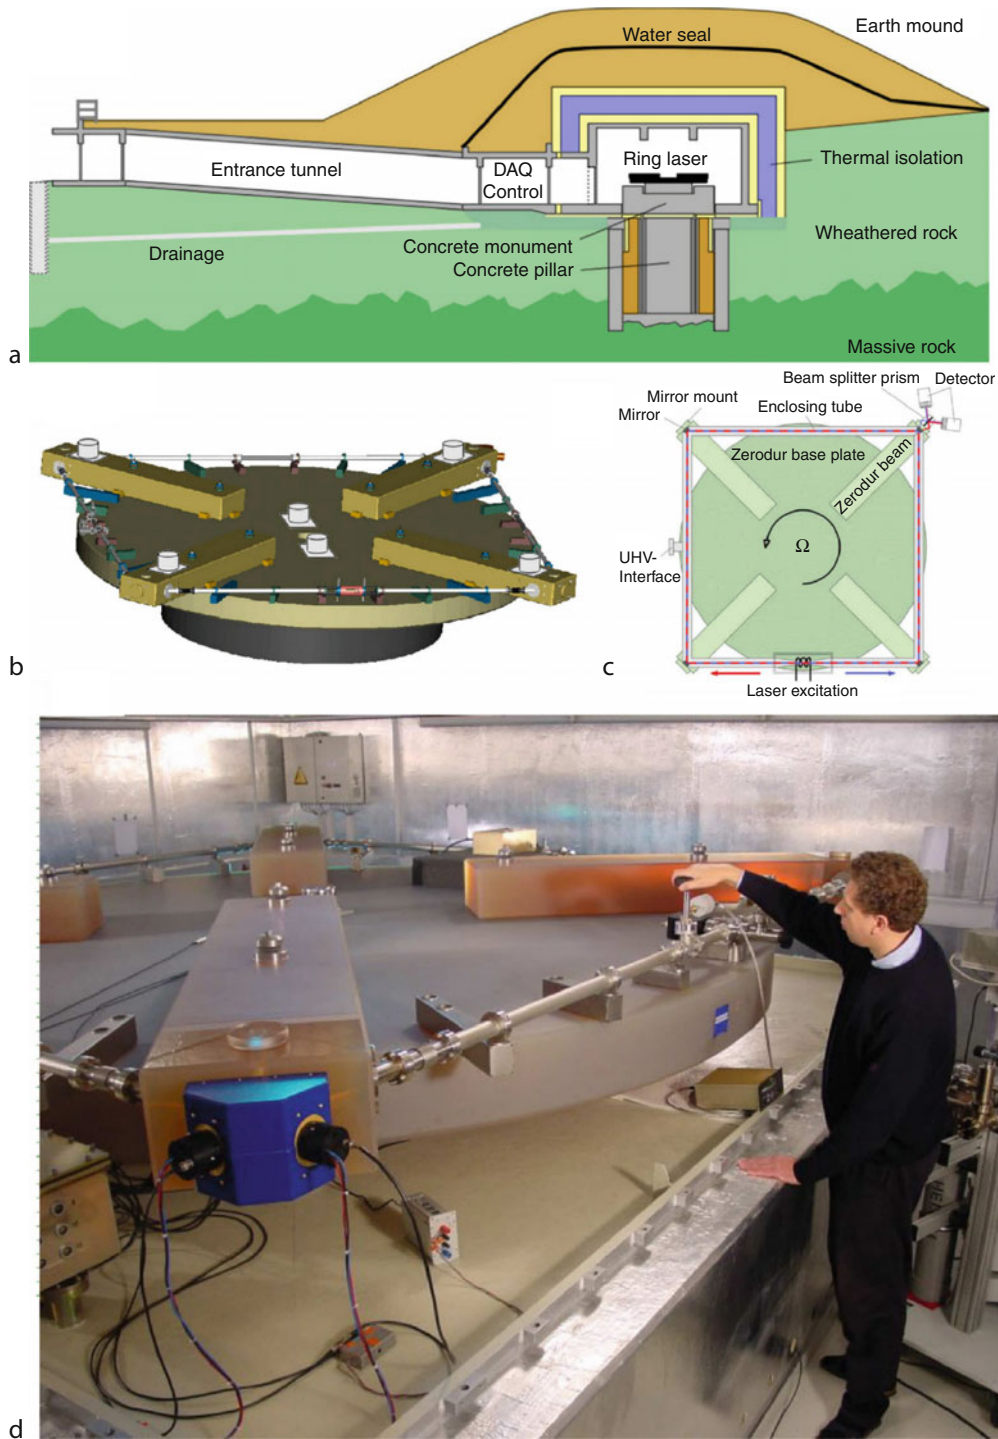 Earth mound
Water seal
Entrance tunnel
DAQ
Control
Ring laser
Thermal isolation
Drainage
Concrete monument
Concrete pillar
Wheathered rock
Massive rock
a
Beam splitter prism
Detector
Mirror mount
Mirror
Enclosing tube
Zerodur base plate
Zerodur beam
UHV-
Interface
Ω
Laser excitation
b
c
d